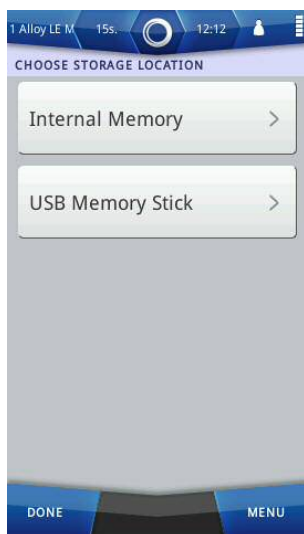 1 Alloy LE M 15s. 12:12
CHOOSE STORAGE LOCATION
Internal Memory
USB Memory Stick
DONE MENU